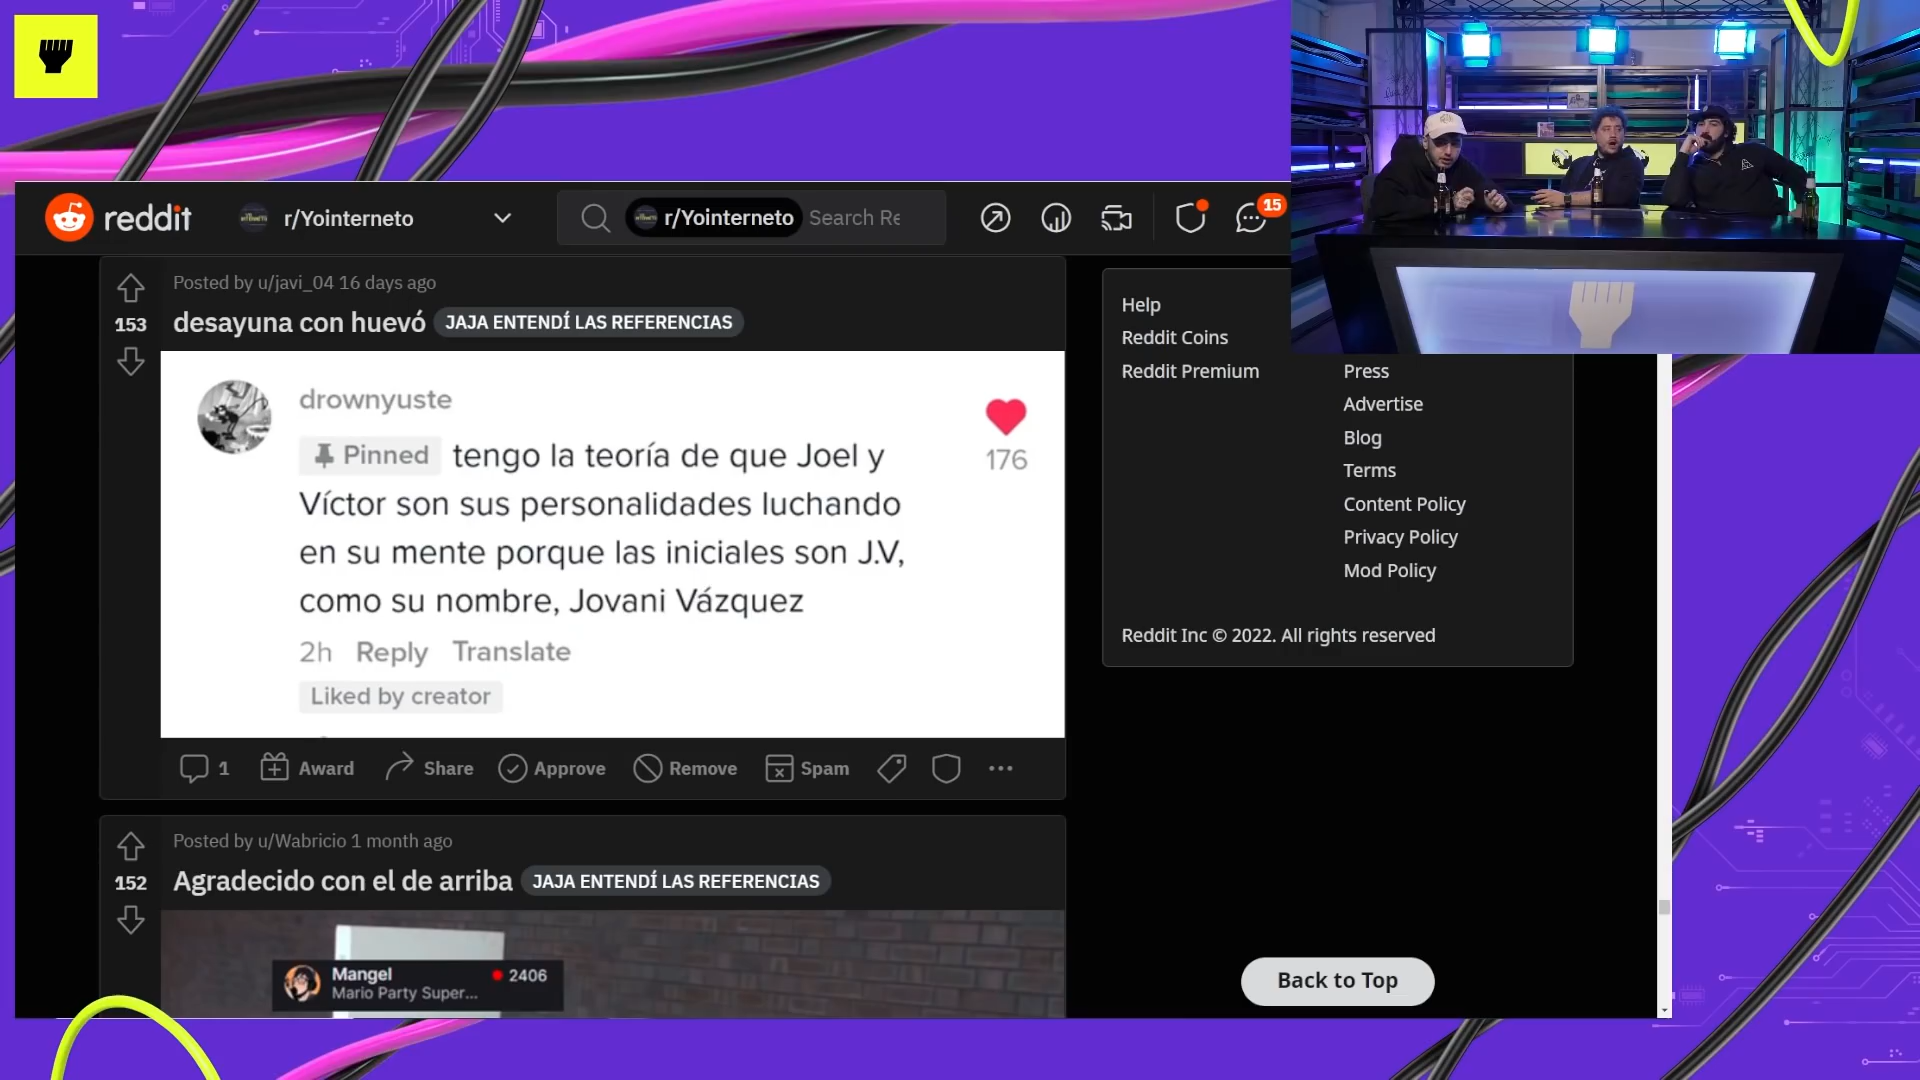 reddit
r/Yointerneto
r/Yointerneto Search Re
15
Posted by u/javi_04 16 days ago
153
desayuna con huevó JAJA ENTENDÍ LAS REFERENCIAS
drownyuste
Pinned tengo la teoría de que Joel y
Víctor son sus personalidades luchando
en su mente porque las iniciales son J.V,
como su nombre, Jovani Vázquez
176
2h Reply Translate
Liked by creator
1 Award Share Approve Remove Spam
Posted by u/Wabricio 1 month ago
152
Agradecido con el de arriba JAJA ENTENDÍ LAS REFERENCIAS
Mangel 2406
Mario Party Super...
Help
Reddit Coins
Reddit Premium
Press
Advertise
Blog
Terms
Content Policy
Privacy Policy
Mod Policy
Reddit Inc © 2022. All rights reserved
Back to Top